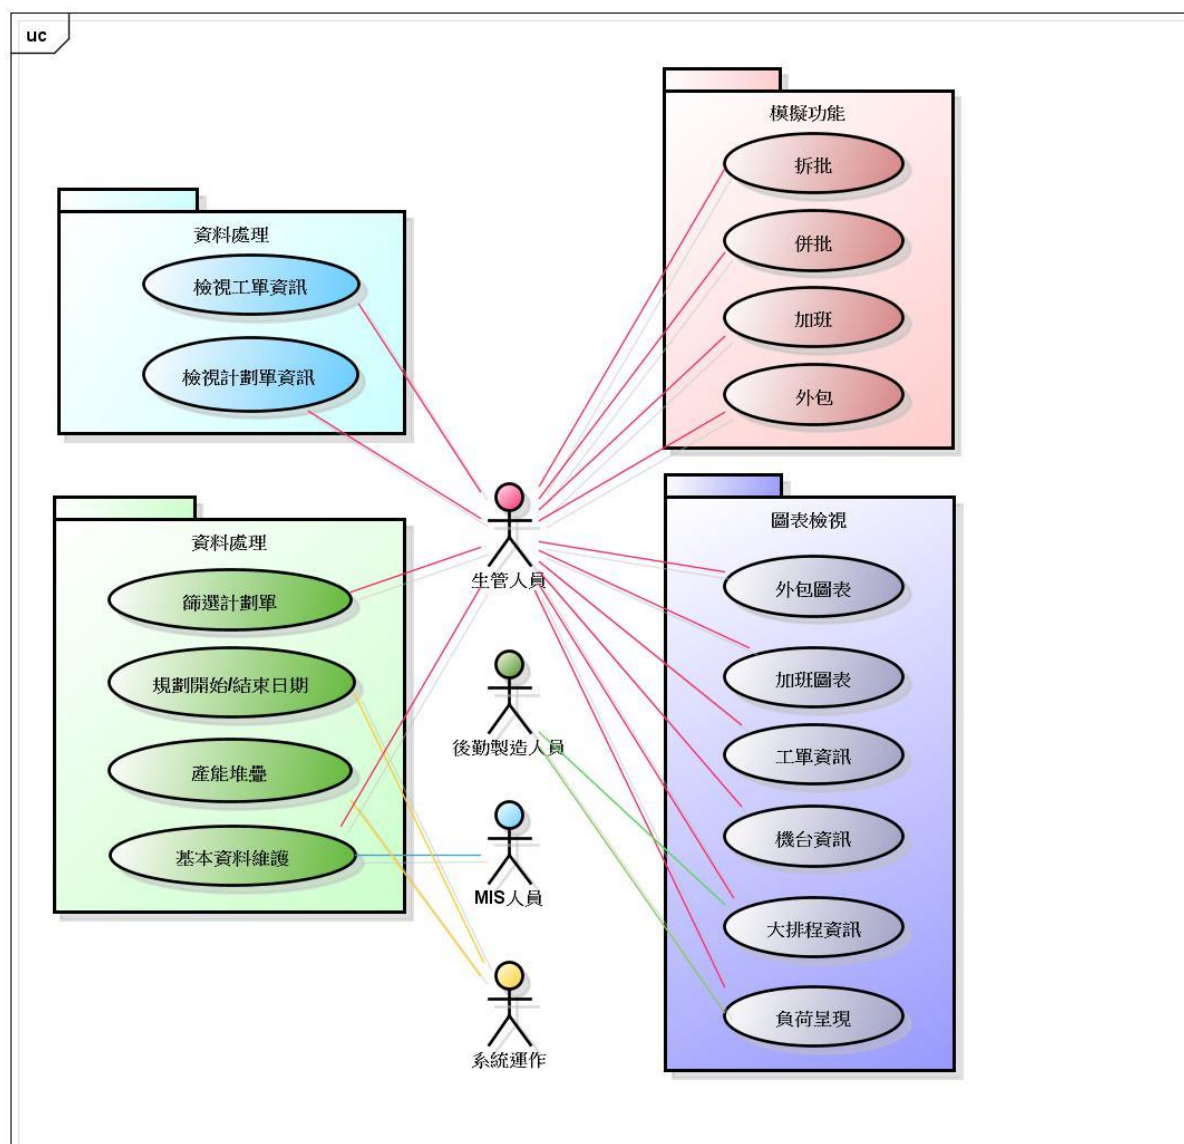 uc
資料處理
檢視工單資訊
檢視計劃單資訊
資料處理
篩選計劃單
規劃開始/結束日期
產能堆疊
基本資料維護
生管人員
後勤製造人員
MIS人員
系統運作
模擬功能
拆批
併批
加班
外包
圖表檢視
外包圖表
加班圖表
工單資訊
機台資訊
大排程資訊
負荷呈現